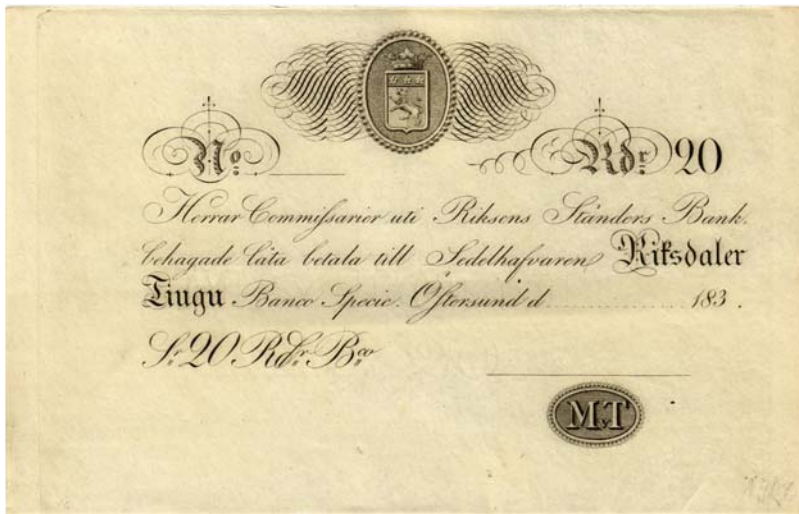 No. Rdr. 20
Herrar Commissarier uti Riksens Ständers Bank.
behagade låta betala till Sedelhafvaren Riksdaler
Tiugu Banco Specie. Östersund d ................ 183 .
Sr. 20. Rdr. Bco
MyT